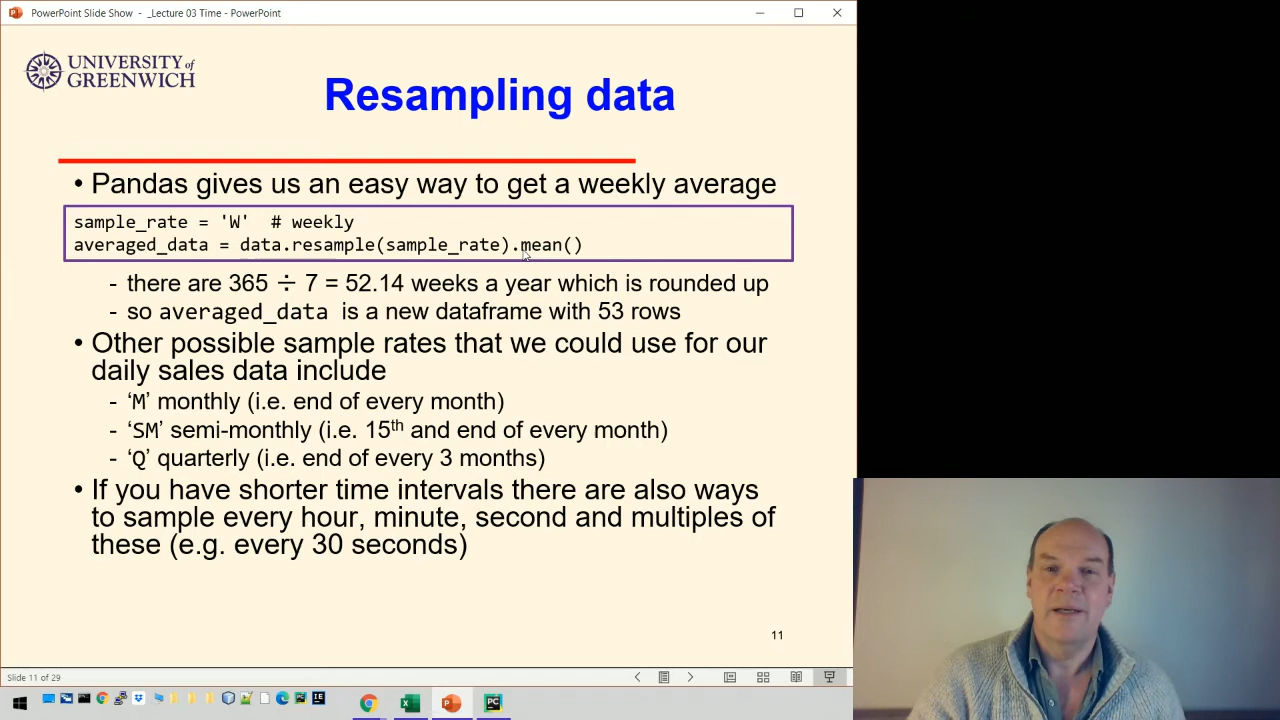 PowerPoint Slide Show - _Lecture 03 Time - PowerPoint
UNIVERSITY of
GREENWICH
Resampling data
• Pandas gives us an easy way to get a weekly average
sample_rate = 'W'  # weekly
averaged_data = data.resample(sample_rate).mean()
- there are 365 ÷ 7 = 52.14 weeks a year which is rounded up
- so averaged_data is a new dataframe with 53 rows
• Other possible sample rates that we could use for our
daily sales data include
- ‘M’ monthly (i.e. end of every month)
- ‘SM’ semi-monthly (i.e. 15th and end of every month)
- ‘Q’ quarterly (i.e. end of every 3 months)
• If you have shorter time intervals there are also ways
to sample every hour, minute, second and multiples of
these (e.g. every 30 seconds)
11
Slide 11 of 29